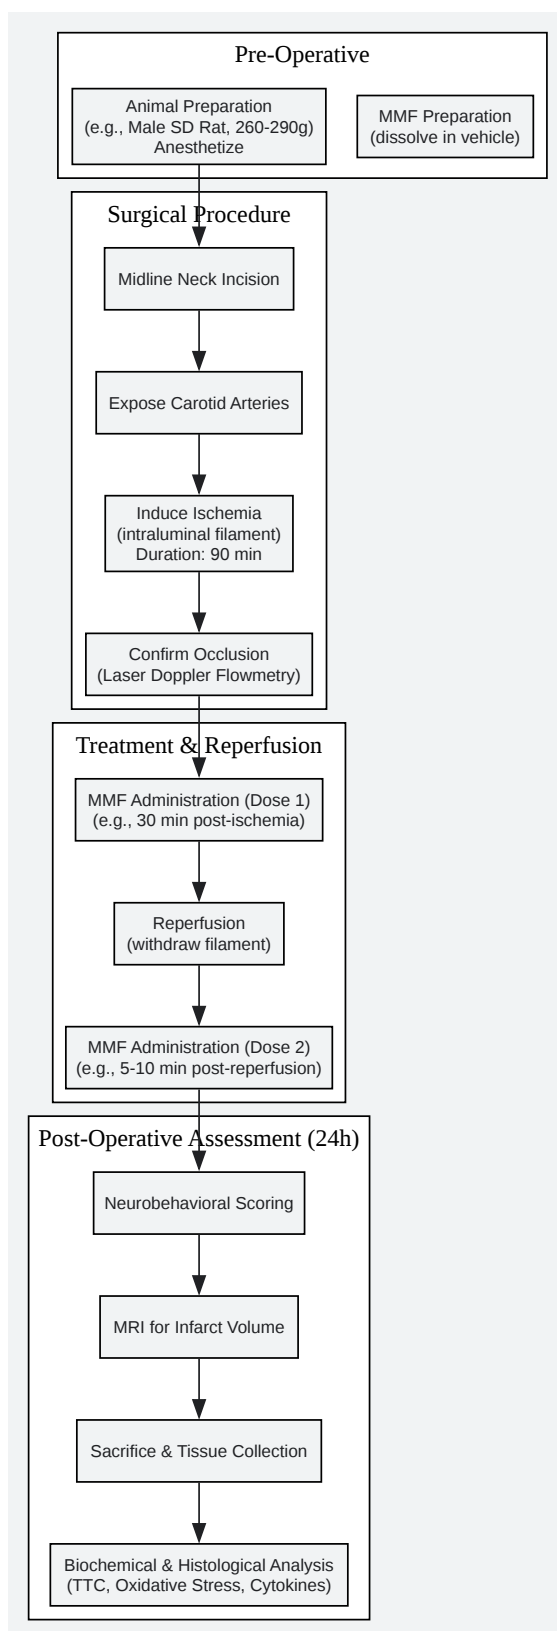 Pre-Operative
Animal Preparation
(e.g., Male SD Rat, 260-290g)
Anesthetize
MMF Preparation
(dissolve in vehicle)
Surgical Procedure
Midline Neck Incision
Expose Carotid Arteries
Induce Ischemia
(intraluminal filament)
Duration: 90 min
Confirm Occlusion
(Laser Doppler Flowmetry)
Treatment & Reperfusion
MMF Administration (Dose 1)
(e.g., 30 min post-ischemia)
Reperfusion
(withdraw filament)
MMF Administration (Dose 2)
(e.g., 5-10 min post-reperfusion)
Post-Operative Assessment (24h)
Neurobehavioral Scoring
MRI for Infarct Volume
Sacrifice & Tissue Collection
Biochemical & Histological Analysis
(TTC, Oxidative Stress, Cytokines)